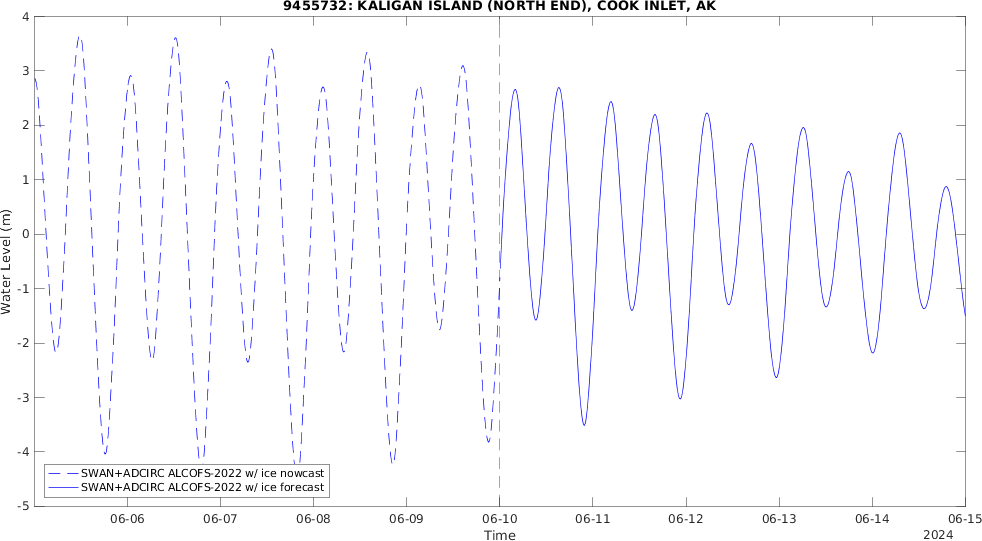 9455732: KALIGAN ISLAND (NORTH END), COOK INLET, AK
4
3
2
1
0
-1
-2
-3
-4
-5
Water Level (m)
SWAN+ADCIRC ALCOFS-2022 w/ ice nowcast
SWAN+ADCIRC ALCOFS-2022 w/ ice forecast
06-06 06-07 06-08 06-09 06-10 06-11 06-12 06-13 06-14 06-15
Time
2024